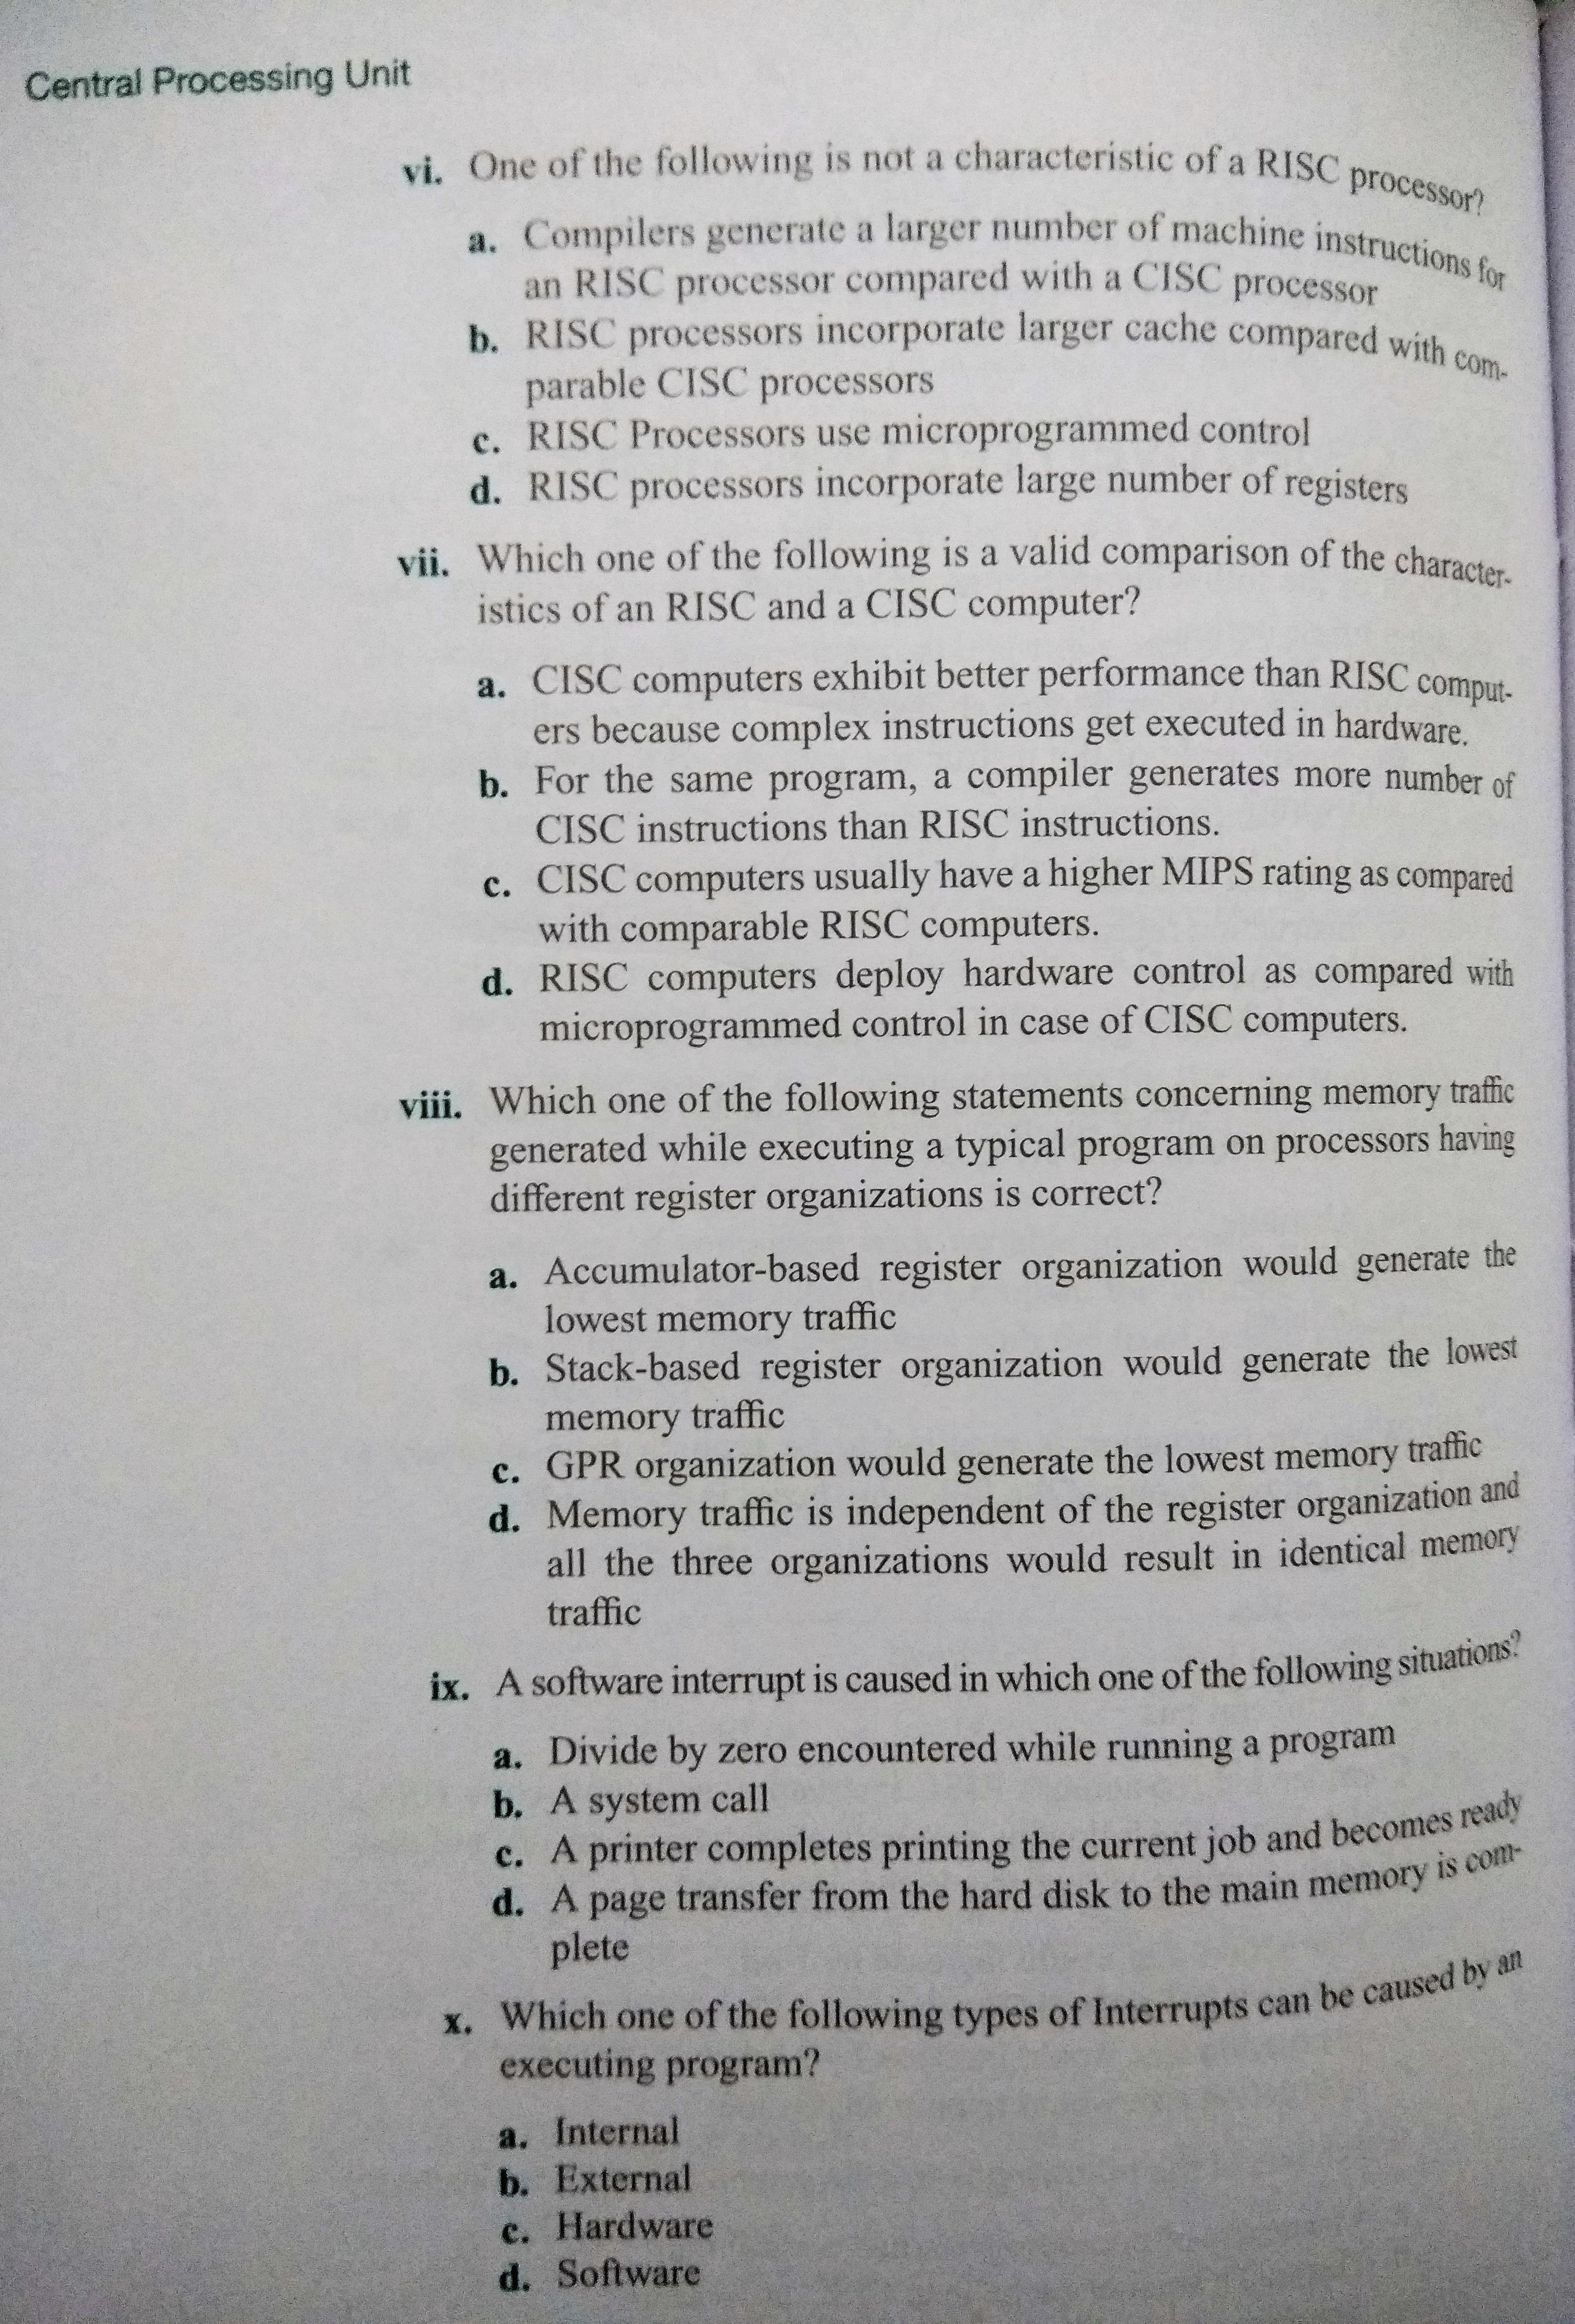 Central Processing Unit
vi. One of the following is not a characteristic of a RISC processor?
a. Compilers generate a larger number of machine instructions for
an RISC processor compared with a CISC processor
b. RISC processors incorporate larger cache compared with com-
parable CISC processors
c. RISC Processors use microprogrammed control
d. RISC processors incorporate large number of registers
vii. Which one of the following is a valid comparison of the character-
istics of an RISC and a CISC computer?
a. CISC computers exhibit better performance than RISC comput-
ers because complex instructions get executed in hardware.
b. For the same program, a compiler generates more number of
CISC instructions than RISC instructions.
c. CISC computers usually have a higher MIPS rating as compared
with comparable RISC computers.
d. RISC computers deploy hardware control as compared with
microprogrammed control in case of CISC computers.
viii. Which one of the following statements concerning memory traffic
generated while executing a typical program on processors having
different register organizations is correct?
a. Accumulator-based register organization would generate the
lowest memory traffic
b. Stack-based register organization would generate the lowest
memory traffic
c. GPR organization would generate the lowest memory traffic
d. Memory traffic is independent of the register organization and
all the three organizations would result in identical memory
traffic
ix. A software interrupt is caused in which one of the following situations?
a. Divide by zero encountered while running a program
b. A system call
c. A printer completes printing the current job and becomes ready
d. A page transfer from the hard disk to the main memory is com-
plete
x. Which one of the following types of Interrupts can be caused by an
executing program?
a. Internal
b. External
c. Hardware
d. Software